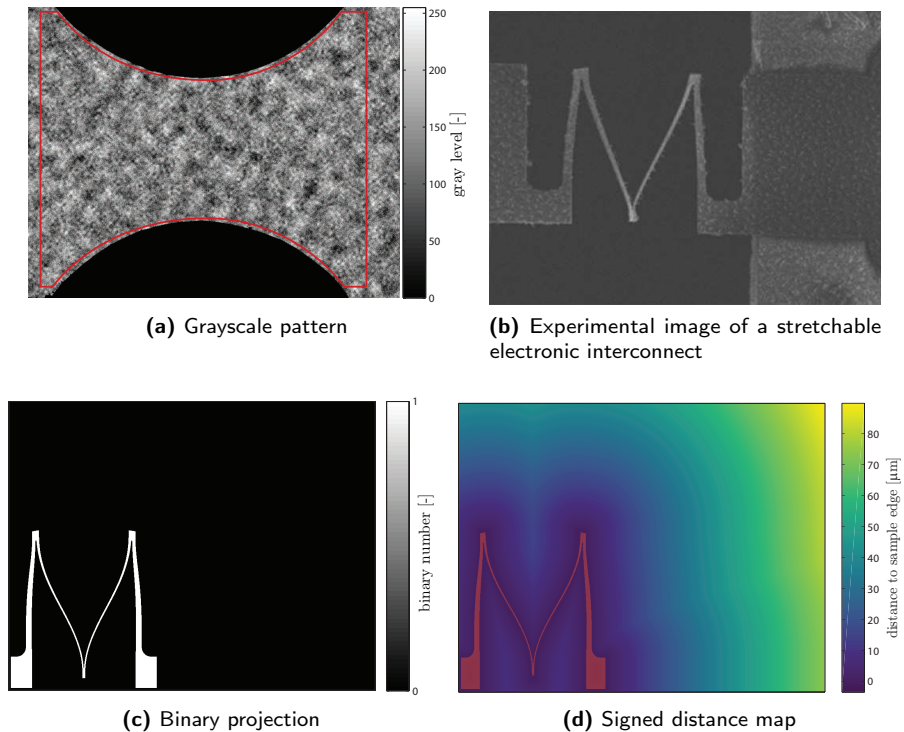 250
200
150
100
50
0
gray level [-]
(a) Grayscale pattern
(b) Experimental image of a stretchable
electronic interconnect
1
0
binary number [-]
80
70
60
50
40
30
20
10
0
distance to sample edge [µm]
(c) Binary projection
(d) Signed distance map